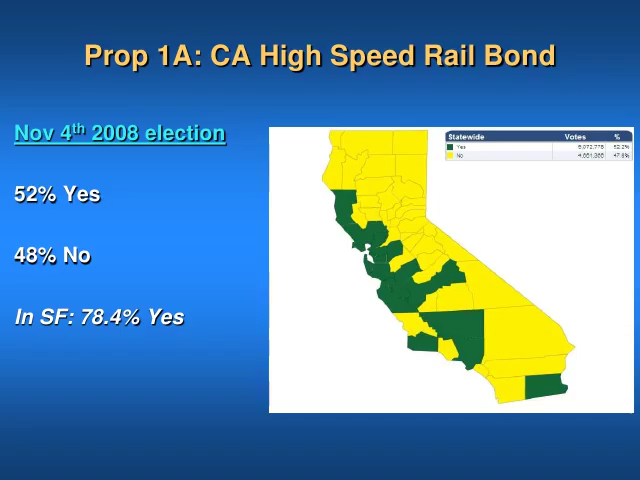 Prop 1A: CA High Speed Rail Bond
Nov 4th 2008 election
52% Yes
48% No
In SF: 78.4% Yes
Statewide Votes %
Yes 52.2%
No 47.8%